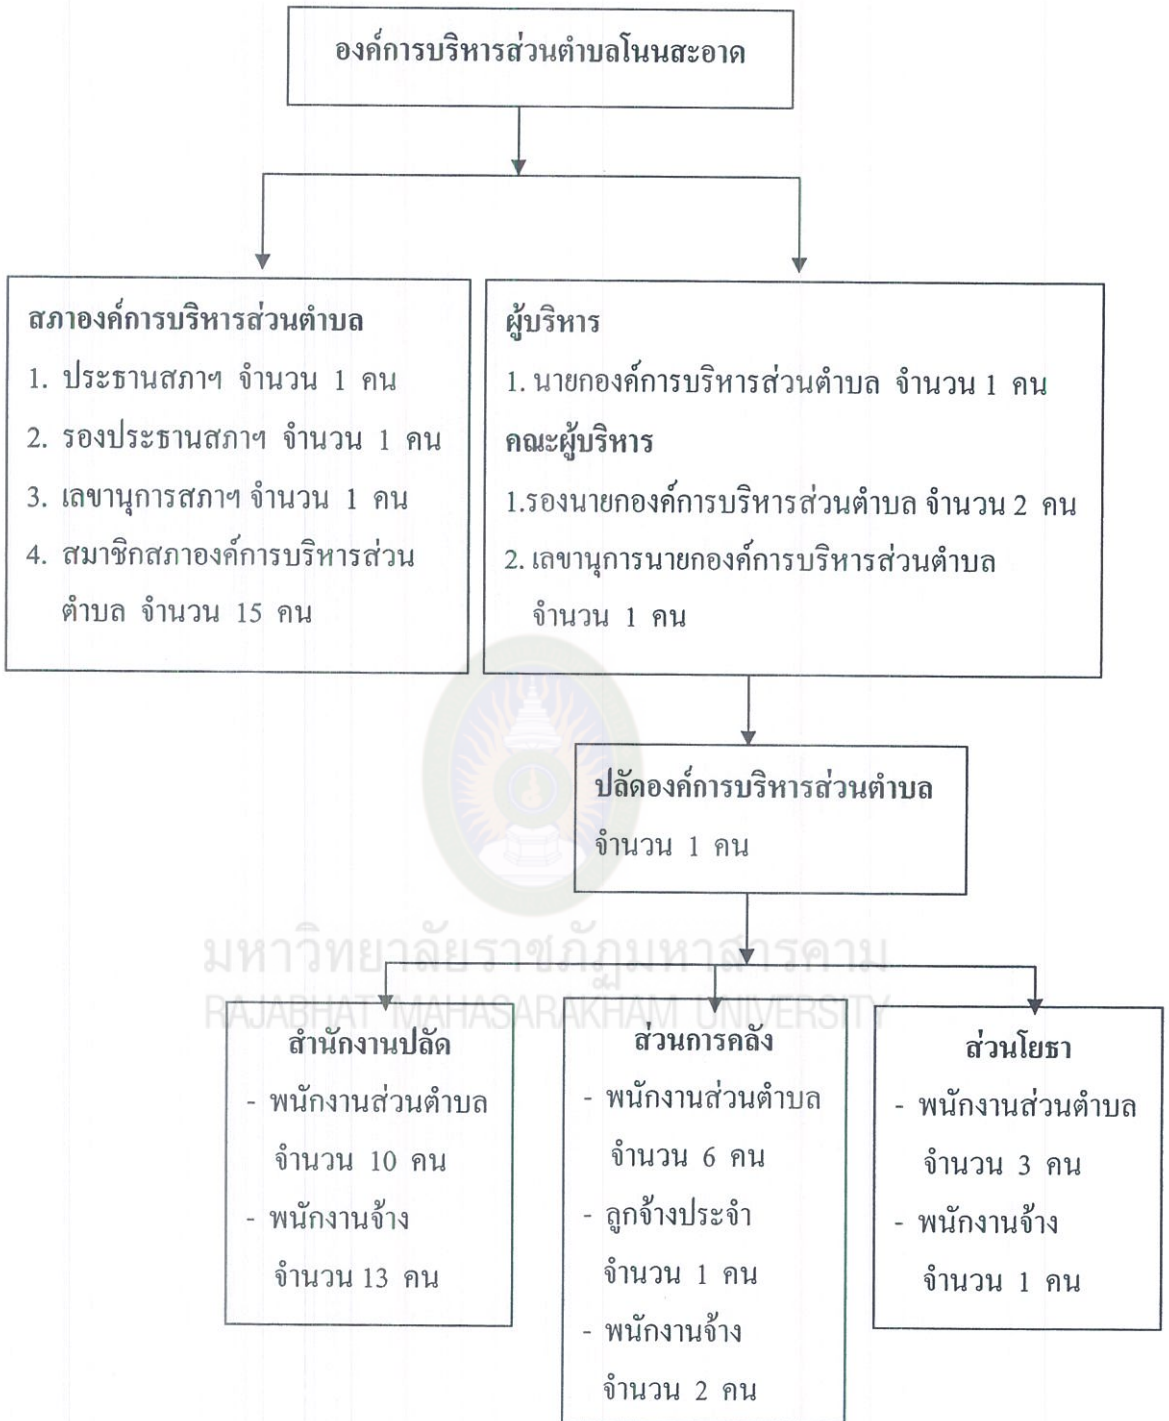 องค์การบริหารส่วนตำบลโนนสะอาด
สภาองค์การบริหารส่วนตำบล
1. ประธานสภาฯ จำนวน 1 คน
2. รองประธานสภาฯ จำนวน 1 คน
3. เลขานุการสภาฯ จำนวน 1 คน
4. สมาชิกสภาองค์การบริหารส่วน
ตำบล จำนวน 15 คน
ผู้บริหาร
1. นายกองค์การบริหารส่วนตำบล จำนวน 1 คน
คณะผู้บริหาร
1.รองนายกองค์การบริหารส่วนตำบล จำนวน 2 คน
2. เลขานุการนายกองค์การบริหารส่วนตำบล
จำนวน 1 คน
ปลัดองค์การบริหารส่วนตำบล
จำนวน 1 คน
มหาวิทยาลัยราชภัฏมหาสารคาม
RAJABHAT MAHASARAKHAM UNIVERSITY
สำนักงานปลัด
- พนักงานส่วนตำบล
จำนวน 10 คน
- พนักงานจ้าง
จำนวน 13 คน
ส่วนการคลัง
- พนักงานส่วนตำบล
จำนวน 6 คน
- ลูกจ้างประจำ
จำนวน 1 คน
- พนักงานจ้าง
จำนวน 2 คน
ส่วนโยธา
- พนักงานส่วนตำบล
จำนวน 3 คน
- พนักงานจ้าง
จำนวน 1 คน